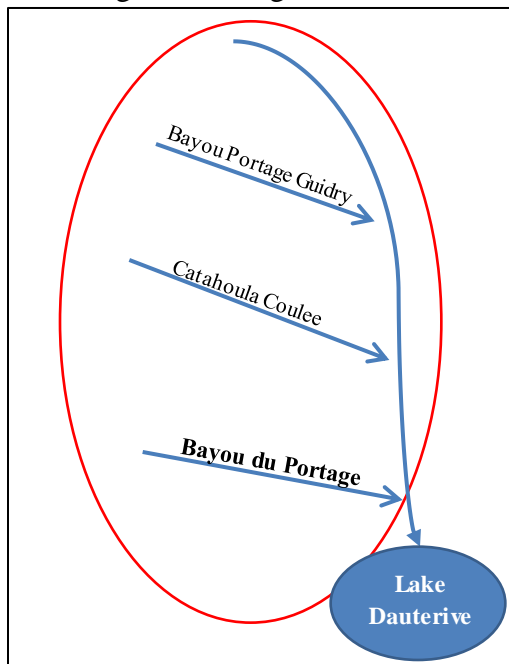 Bayou Portage Guidry
Catahoula Coulee
Bayou du Portage
Lake
Dauterive